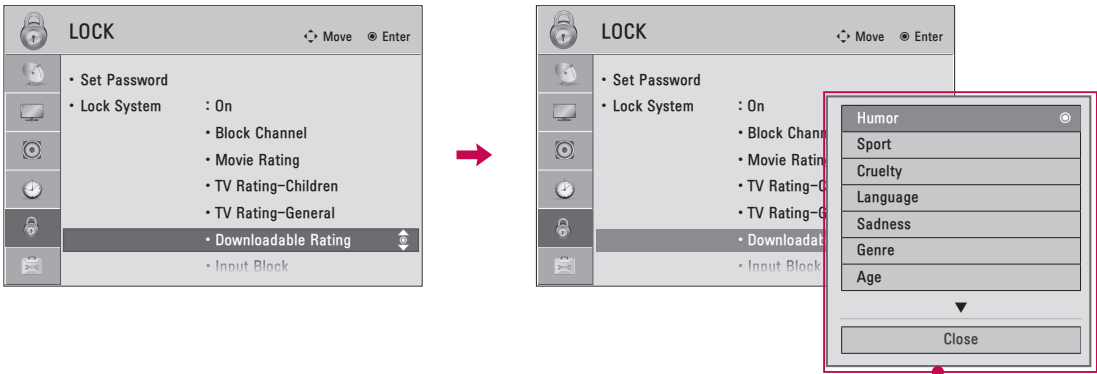 LOCK
Move Enter
• Set Password
• Lock System : On
• Block Channel
• Movie Rating
• TV Rating-Children
• TV Rating-General
• Downloadable Rating
• Input Block
LOCK
Move Enter
• Set Password
• Lock System : On
• Block Chann
• Movie Ratin
• TV Rating-C
• TV Rating-G
• Downloadab
• Input Block
Humor
Sport
Cruelty
Language
Sadness
Genre
Age
▼
Close